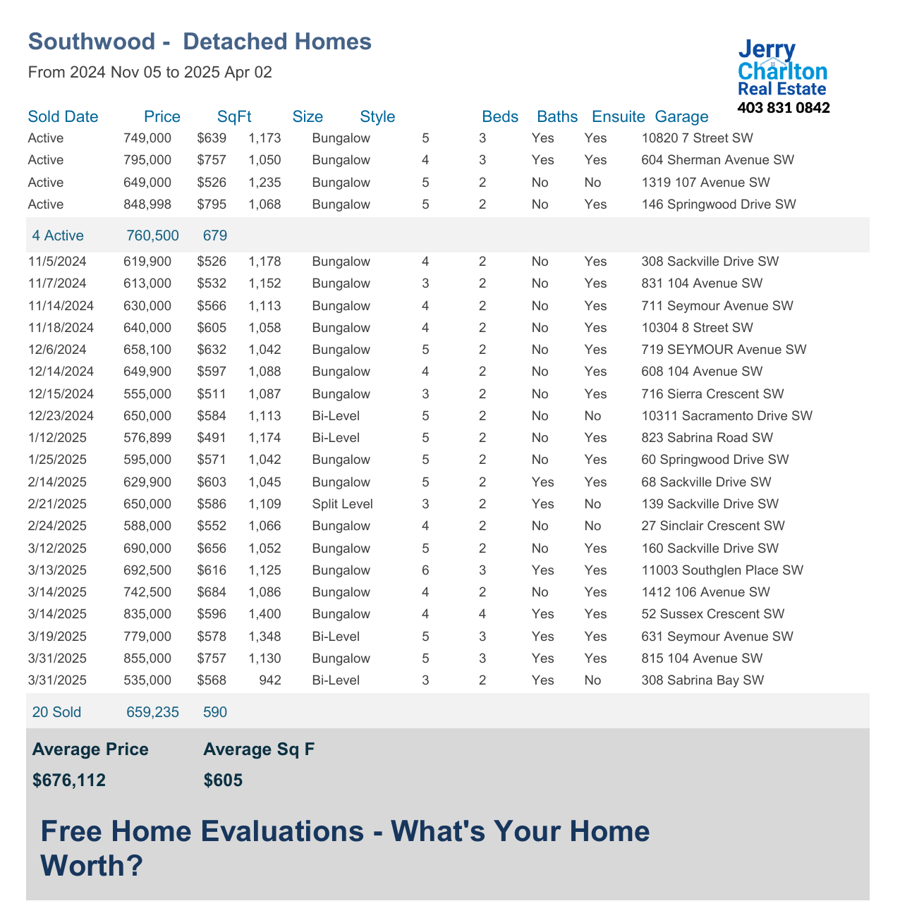 Southwood -  Detached Homes
From 2024 Nov 05 to 2025 Apr 02
Jerry
Charlton
Real Estate
403 831 0842
Sold Date Price SqFt Size Style Beds Baths Ensuite Garage
Active 749,000 $639 1,173 Bungalow 5 3 Yes Yes 10820 7 Street SW
Active 795,000 $757 1,050 Bungalow 4 3 Yes Yes 604 Sherman Avenue SW
Active 649,000 $526 1,235 Bungalow 5 2 No No 1319 107 Avenue SW
Active 848,998 $795 1,068 Bungalow 5 2 No Yes 146 Springwood Drive SW
4 Active 760,500 679
11/5/2024 619,900 $526 1,178 Bungalow 4 2 No Yes 308 Sackville Drive SW
11/7/2024 613,000 $532 1,152 Bungalow 3 2 No Yes 831 104 Avenue SW
11/14/2024 630,000 $566 1,113 Bungalow 4 2 No Yes 711 Seymour Avenue SW
11/18/2024 640,000 $605 1,058 Bungalow 4 2 No Yes 10304 8 Street SW
12/6/2024 658,100 $632 1,042 Bungalow 5 2 No Yes 719 SEYMOUR Avenue SW
12/14/2024 649,900 $597 1,088 Bungalow 4 2 No Yes 608 104 Avenue SW
12/15/2024 555,000 $511 1,087 Bungalow 3 2 No Yes 716 Sierra Crescent SW
12/23/2024 650,000 $584 1,113 Bi-Level 5 2 No No 10311 Sacramento Drive SW
1/12/2025 576,899 $491 1,174 Bi-Level 5 2 No Yes 823 Sabrina Road SW
1/25/2025 595,000 $571 1,042 Bungalow 5 2 No Yes 60 Springwood Drive SW
2/14/2025 629,900 $603 1,045 Bungalow 5 2 Yes Yes 68 Sackville Drive SW
2/21/2025 650,000 $586 1,109 Split Level 3 2 Yes No 139 Sackville Drive SW
2/24/2025 588,000 $552 1,066 Bungalow 4 2 No No 27 Sinclair Crescent SW
3/12/2025 690,000 $656 1,052 Bungalow 5 2 No Yes 160 Sackville Drive SW
3/13/2025 692,500 $616 1,125 Bungalow 6 3 Yes Yes 11003 Southglen Place SW
3/14/2025 742,500 $684 1,086 Bungalow 4 2 No Yes 1412 106 Avenue SW
3/14/2025 835,000 $596 1,400 Bungalow 4 4 Yes Yes 52 Sussex Crescent SW
3/19/2025 779,000 $578 1,348 Bi-Level 5 3 Yes Yes 631 Seymour Avenue SW
3/31/2025 855,000 $757 1,130 Bungalow 5 3 Yes Yes 815 104 Avenue SW
3/31/2025 535,000 $568 942 Bi-Level 3 2 Yes No 308 Sabrina Bay SW
20 Sold 659,235 590
Average Price Average Sq F
$676,112 $605
Free Home Evaluations - What's Your Home
Worth?